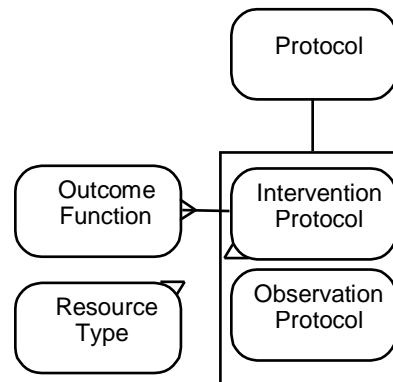 Protocol
Outcome
Function
Intervention
Protocol
Resource
Type
Observation
Protocol